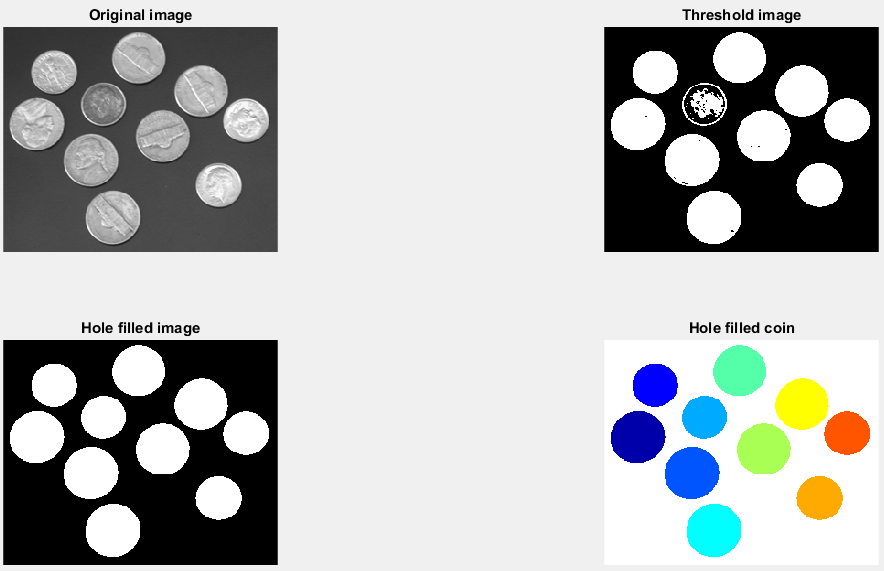 Original image
Threshold image
Hole filled image
Hole filled coin